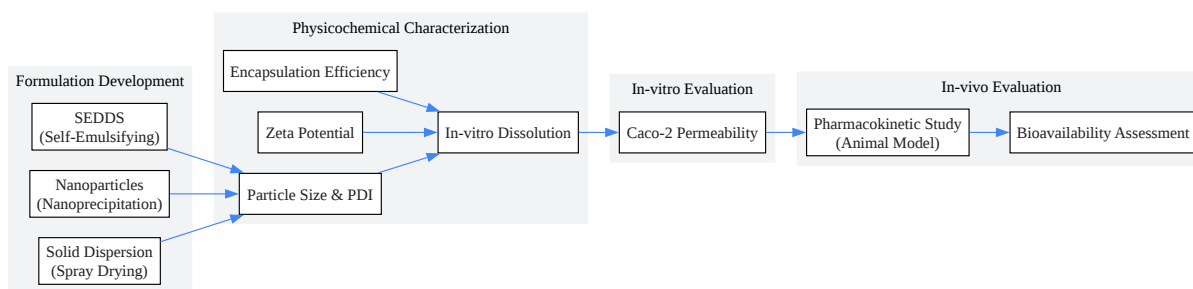 Formulation Development
SEDDS
(Self-Emulsifying)
Nanoparticles
(Nanoprecipitation)
Solid Dispersion
(Spray Drying)
Physicochemical Characterization
Encapsulation Efficiency
Zeta Potential
Particle Size & PDI
In-vitro Dissolution
In-vitro Evaluation
Caco-2 Permeability
In-vivo Evaluation
Pharmacokinetic Study
(Animal Model)
Bioavailability Assessment